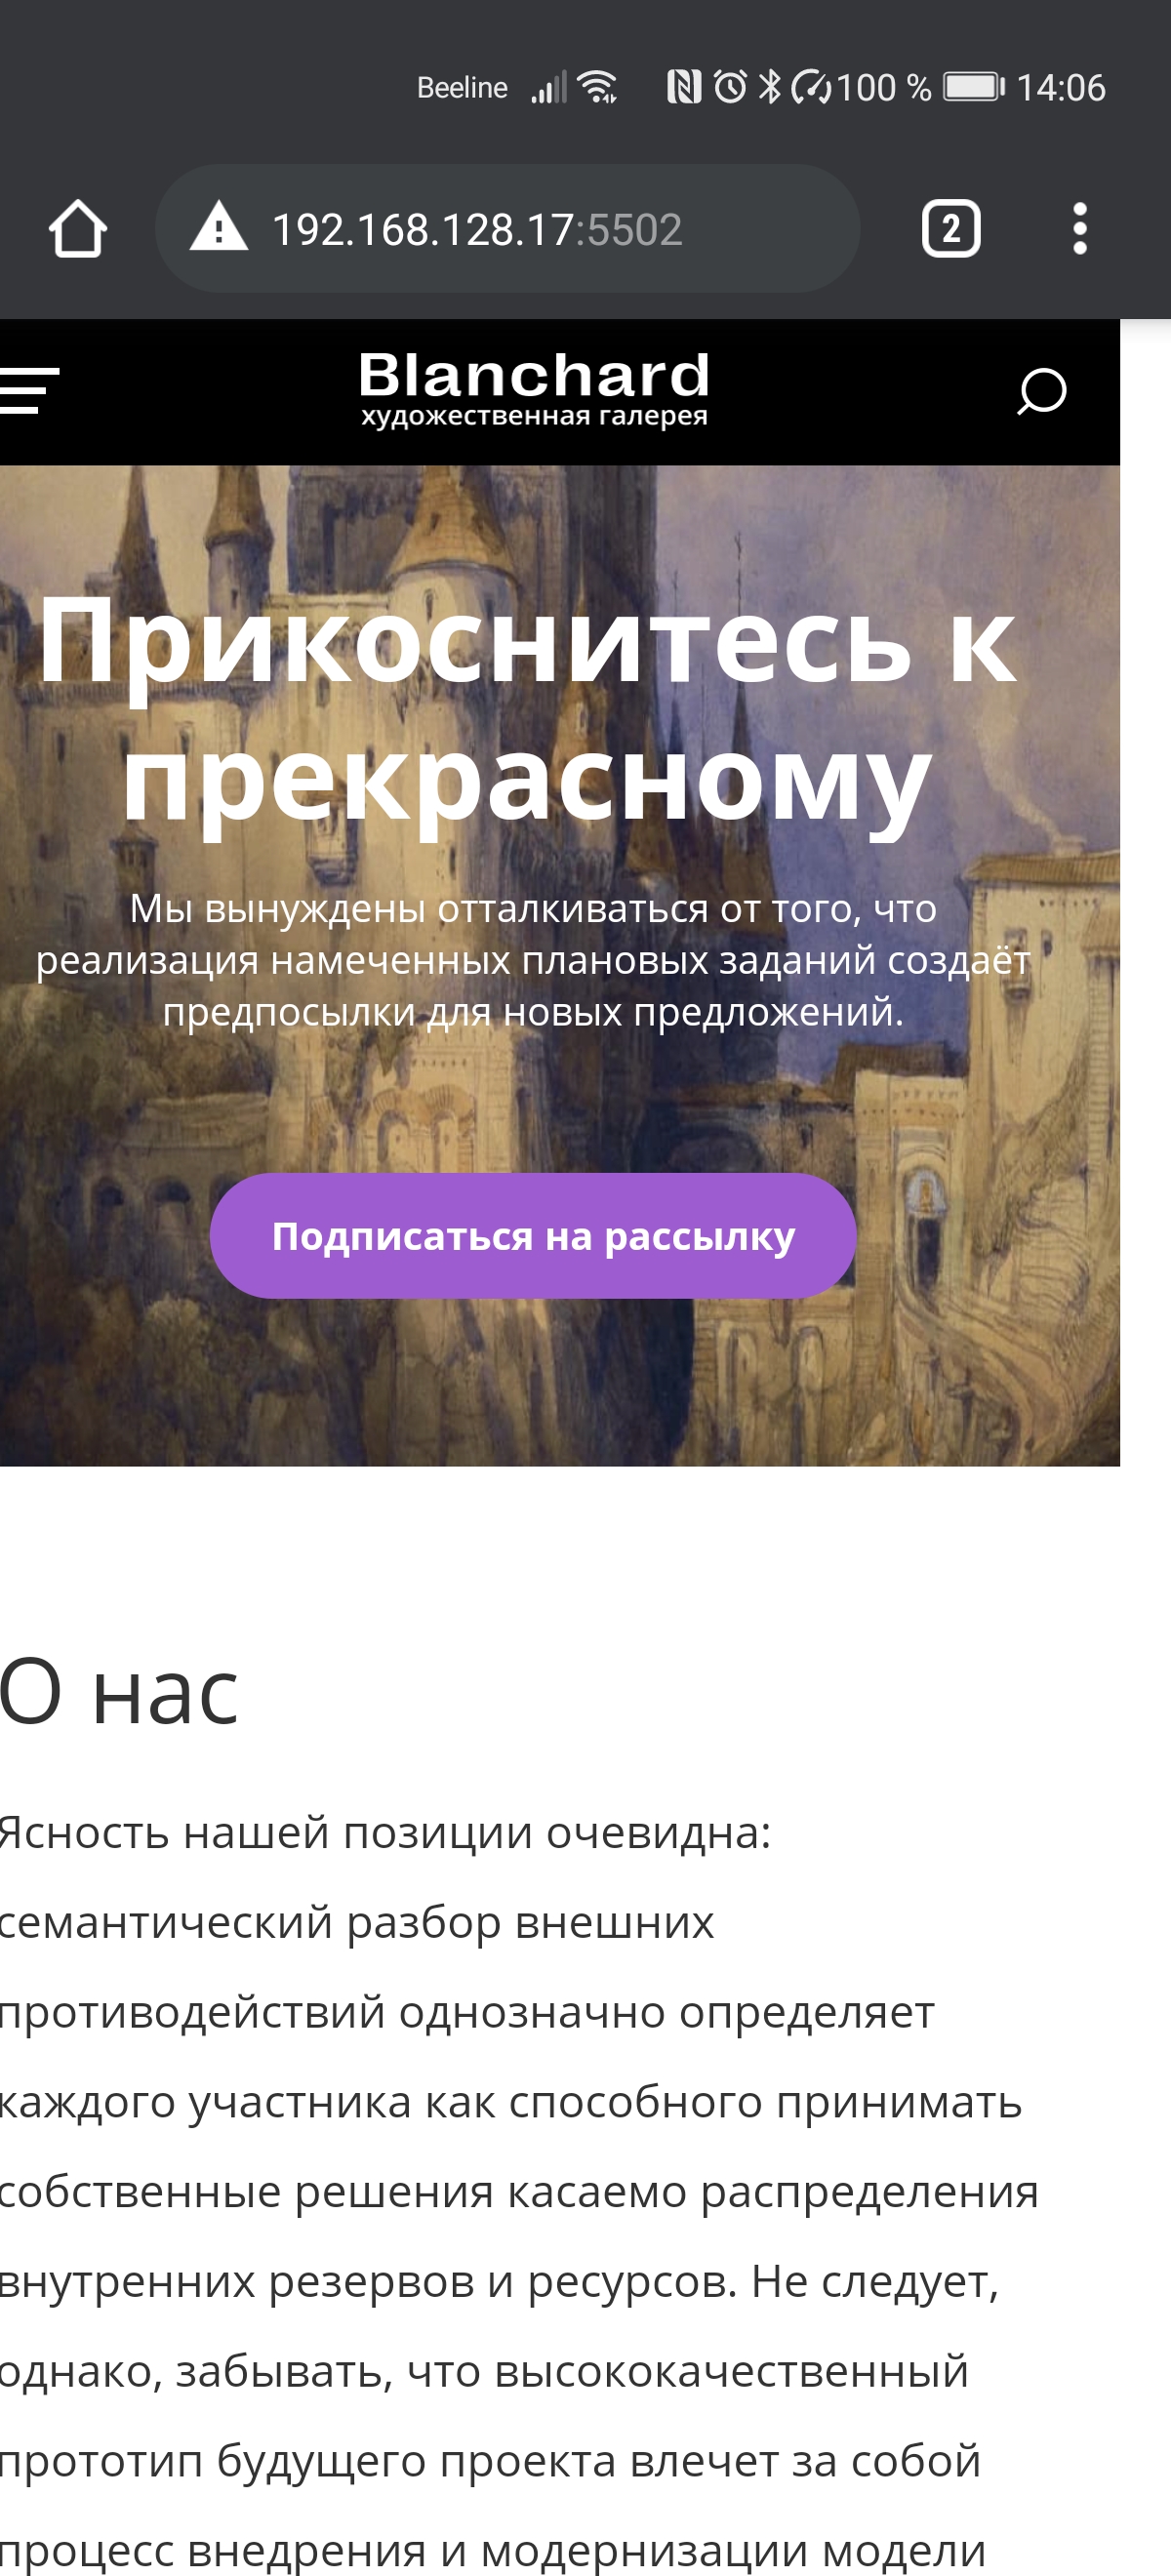 Beeline 100 % 14:06
192.168.128.17:5502 2
Blanchard
художественная галерея
Прикоснитесь к
прекрасному
Мы вынуждены отталкиваться от того, что
реализация намеченных плановых заданий создаёт
предпосылки для новых предложений.
Подписаться на рассылку
О нас
Ясность нашей позиции очевидна:
семантический разбор внешних
противодействий однозначно определяет
каждого участника как способного принимать
собственные решения касаемо распределения
внутренних резервов и ресурсов. Не следует,
однако, забывать, что высококачественный
прототип будущего проекта влечет за собой
процесс внедрения и модернизации модели